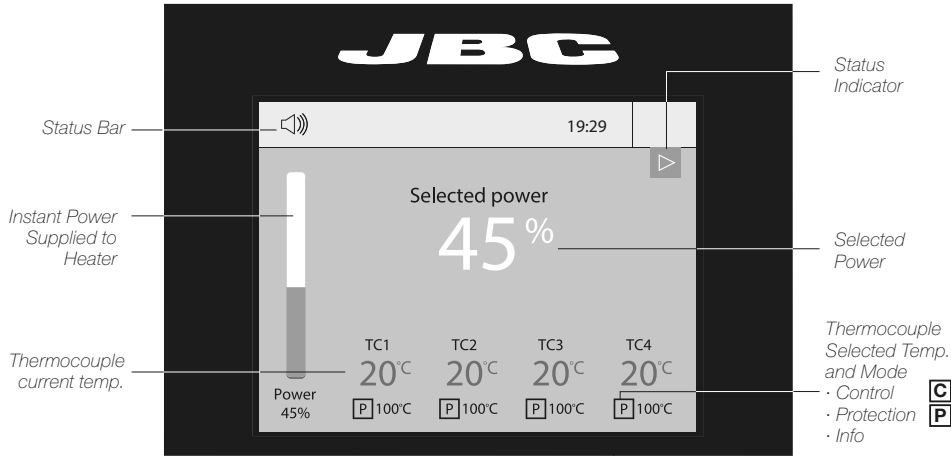 JBC
Status Bar
19:29
Status
Indicator
Instant Power
Supplied to
Heater
Selected power
45%
Selected
Power
Thermocouple
current temp.
TC1 TC2 TC3 TC4
20°C 20°C 20°C 20°C
P 100°C P 100°C P 100°C P 100°C
Power
45%
Thermocouple
Selected Temp.
and Mode
· Control C
· Protection P
· Info